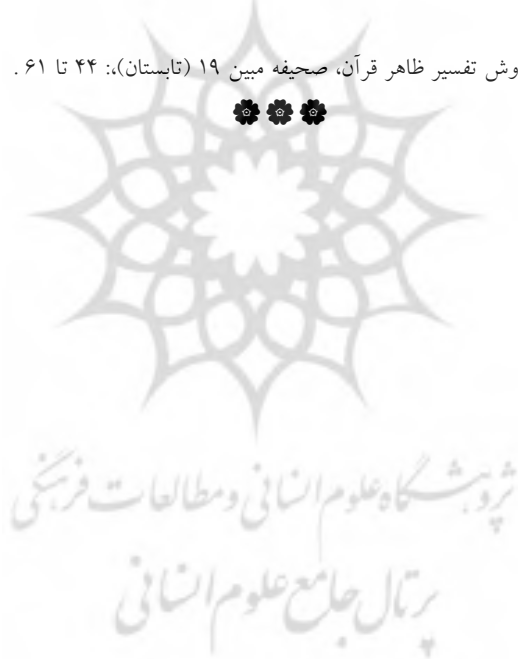 وش تفسیر ظاهر قرآن، صحیفه مبین ۱۹ (تابستان)،: ۴۴ تا ۶۱ .
پژوهشگاه علوم انسانی و مطالعات فرهنگی
پرتال جامع علوم انسانی